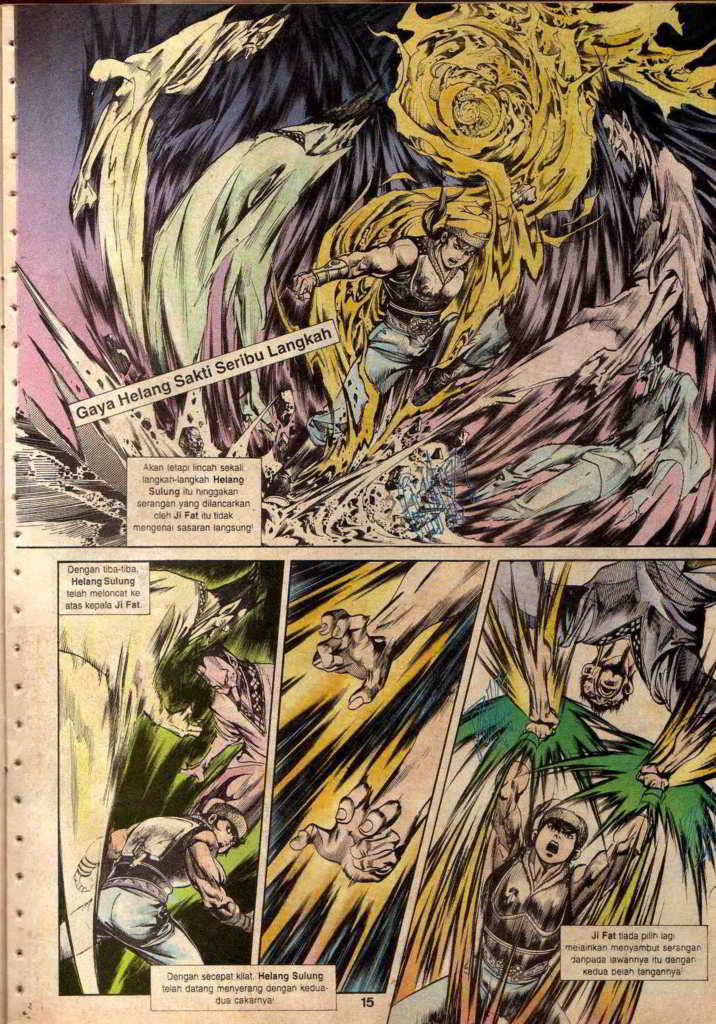 Gaya Helang Sakti Seribu Langkah
Akan tetapi lincah sekali
langkah-langkah Helang
Sulung itu hinggakan
serangan yang dilancarkan
oleh Ji Fat itu tidak
mengenai sasaran langsung!
Dengan tiba-tiba,
Helang Sulung
telah meloncat ke
atas kepala Ji Fat.
Dengan secepat kilat, Helang Sulung
telah datang menyerang dengan kedua-
dua cakarnya!
Ji Fat tiada pilih lagi
melainkan menyambut serangan
daripada lawannya itu dengan
kedua belah tangannya!
15